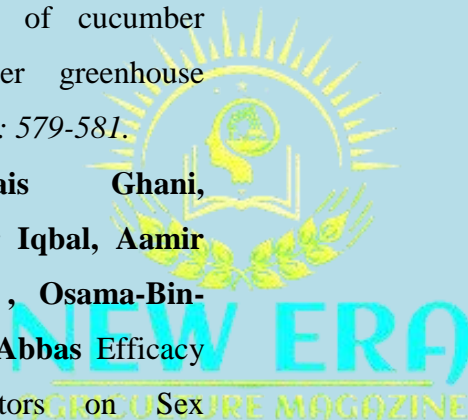 of cucumber
er greenhouse
: 579-581.
ais Ghani,
Iqbal, Aamir
, Osama-Bin-
Abbas Efficacy
NEW ERA
tors on Sex
AGRICULTURE MAGAZINE